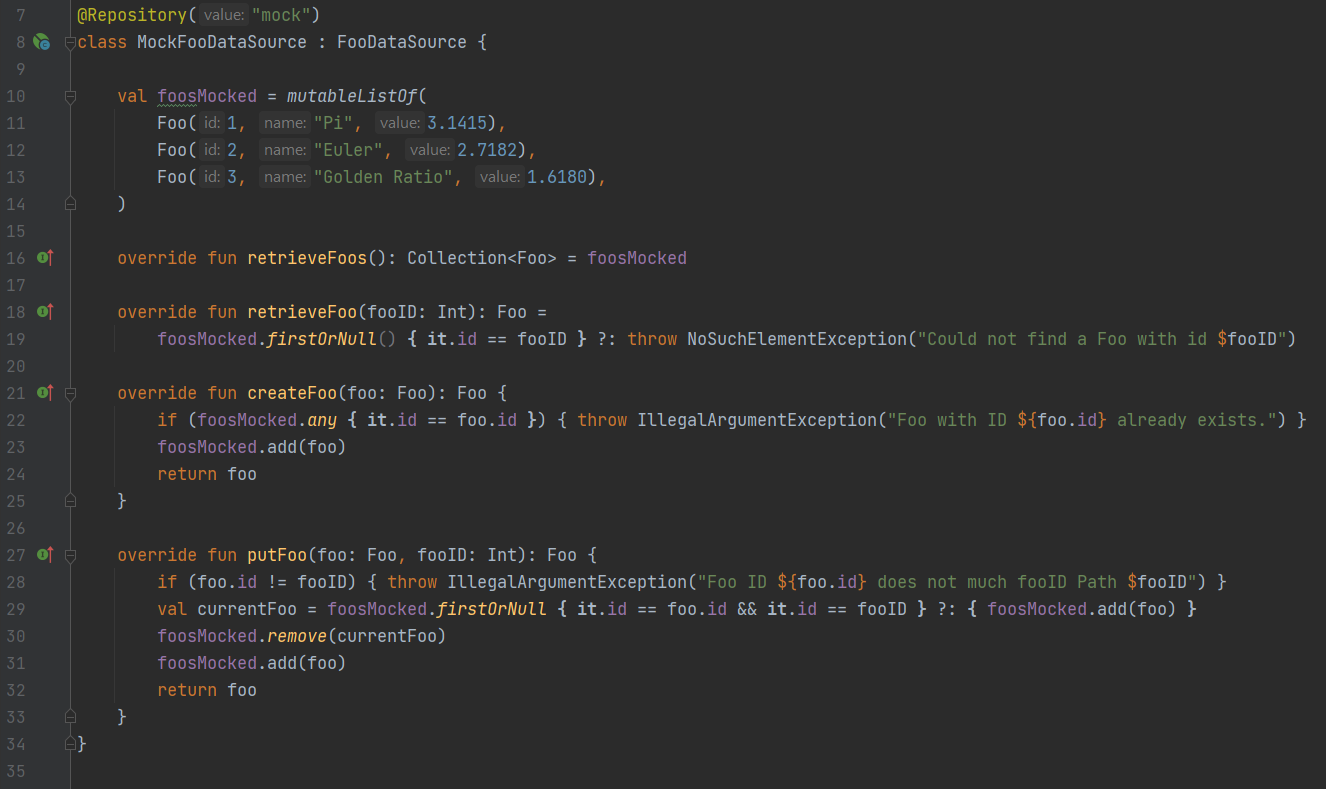 7 @Repository( value: "mock")
8 class MockFooDataSource : FooDataSource {
9
10 val foosMocked = mutableListOf(
11 Foo( id: 1, name: "Pi", value: 3.1415),
12 Foo( id: 2, name: "Euler", value: 2.7182),
13 Foo( id: 3, name: "Golden Ratio", value: 1.6180),
14 )
15
16 override fun retrieveFoos(): Collection<Foo> = foosMocked
17
18 override fun retrieveFoo(fooID: Int): Foo =
19 foosMocked.firstOrNull() { it.id == fooID } ?: throw NoSuchElementException("Could not find a Foo with id $fooID")
20
21 override fun createFoo(foo: Foo): Foo {
22 if (foosMocked.any { it.id == foo.id }) { throw IllegalArgumentException("Foo with ID ${foo.id} already exists.") }
23 foosMocked.add(foo)
24 return foo
25 }
26
27 override fun putFoo(foo: Foo, fooID: Int): Foo {
28 if (foo.id != fooID) { throw IllegalArgumentException("Foo ID ${foo.id} does not much fooID Path $fooID") }
29 val currentFoo = foosMocked.firstOrNull { it.id == foo.id && it.id == fooID } ?: { foosMocked.add(foo) }
30 foosMocked.remove(currentFoo)
31 foosMocked.add(foo)
32 return foo
33 }
34 }
35